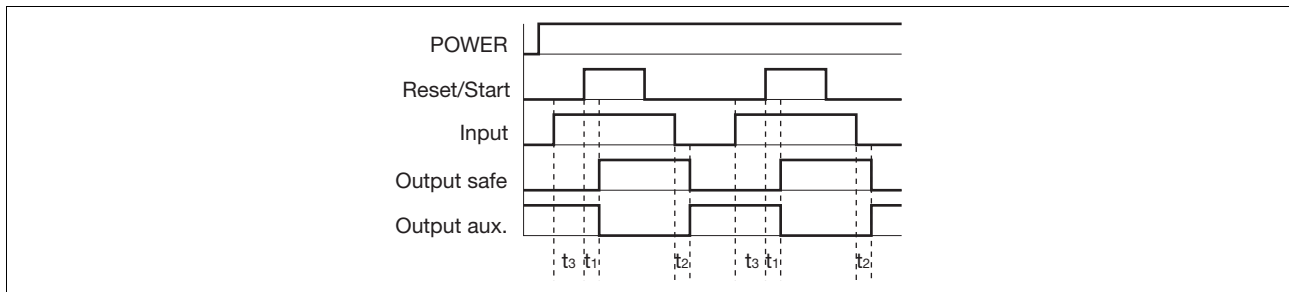 POWER
Reset/Start
Input
Output safe
Output aux.
t3 t1 t2 t3 t1 t2